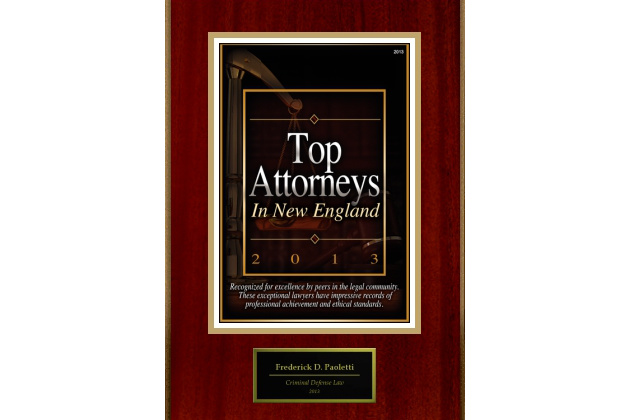 2013
Top
Attorneys
In New England
2 0 1 3
Recognized for excellence by peers in the legal community.
These exceptional lawyers have impressive records of
professional achievement and ethical standards.
Frederick D. Paoletti
Criminal Defense Law
2013